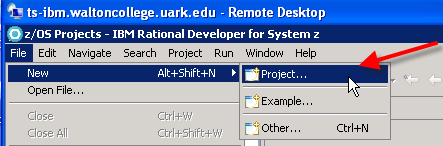 ts-ibm.waltoncollege.uark.edu - Remote Desktop
z/OS Projects - IBM Rational Developer for System z
File Edit Navigate Search Project Run Window Help
New Alt+Shift+N Project...
Open File...
Example...
Close Ctrl+W
Close All Ctrl+Shift+W Other... Ctrl+N